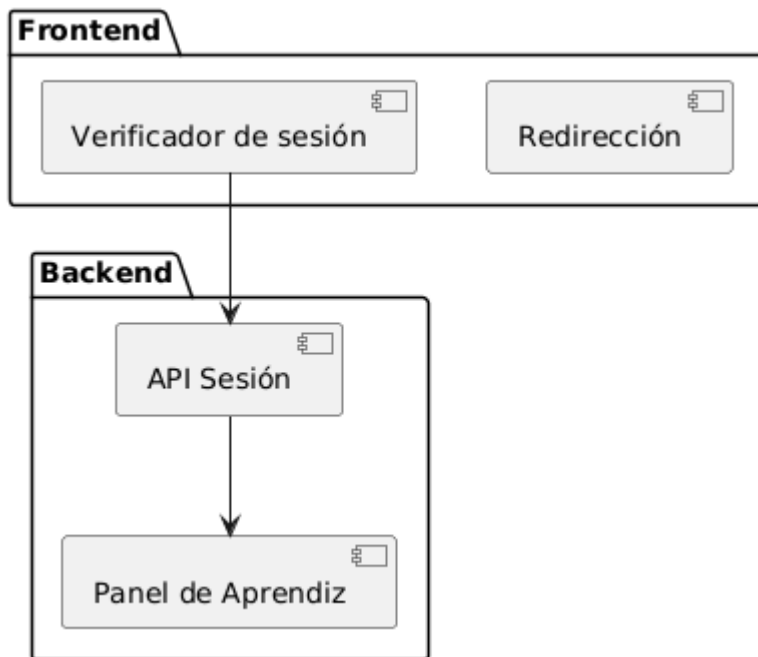 Frontend
Verificador de sesión
Redirección
Backend
API Sesión
Panel de Aprendiz